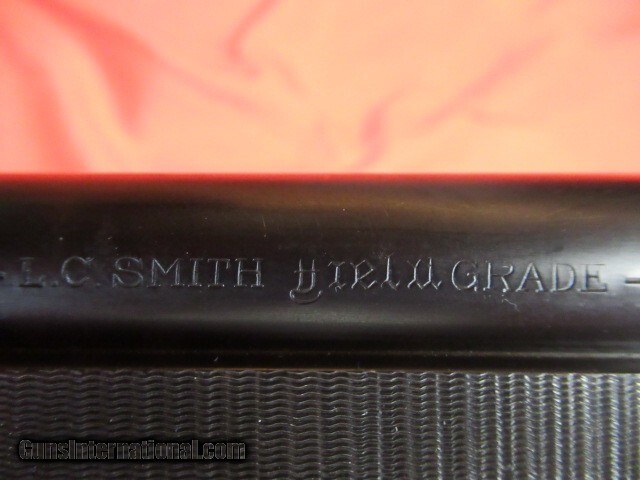 - L.C. SMITH Field GRADE -
GunsInternational.com